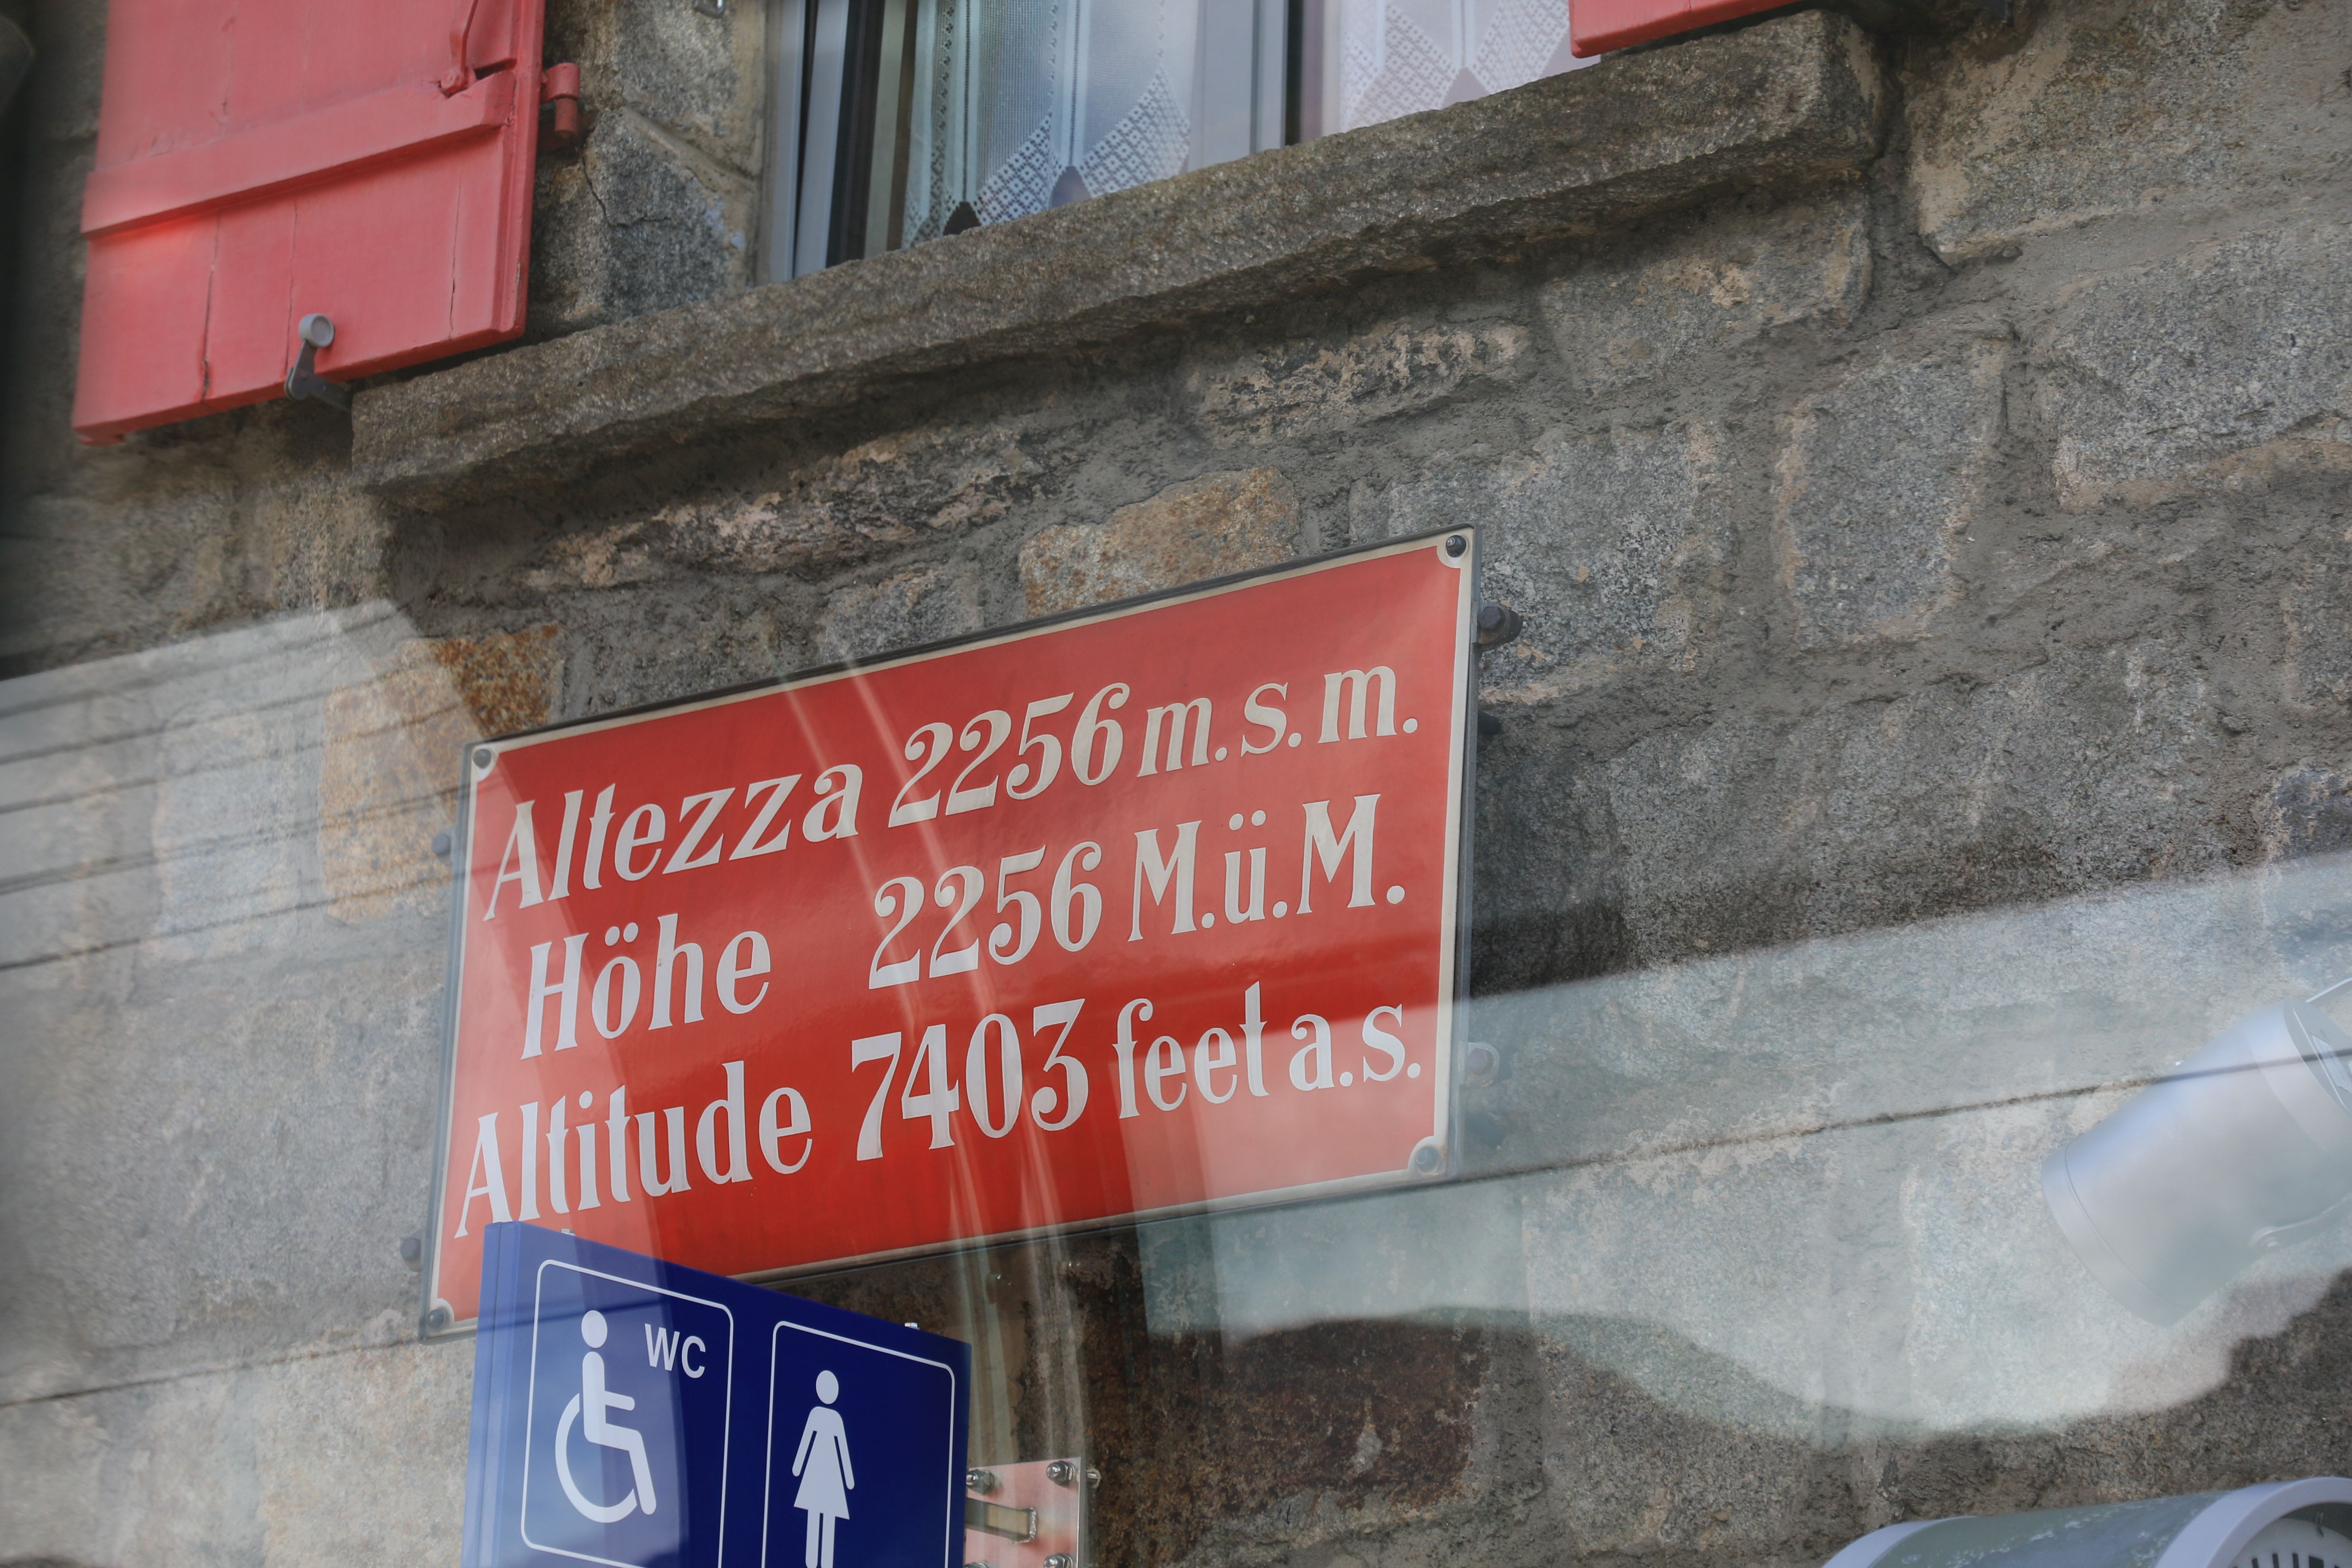 Altezza 2256 m.s.m.
Höhe 2256 M.ü.M.
Altitude 7403 feet a.s.
WC